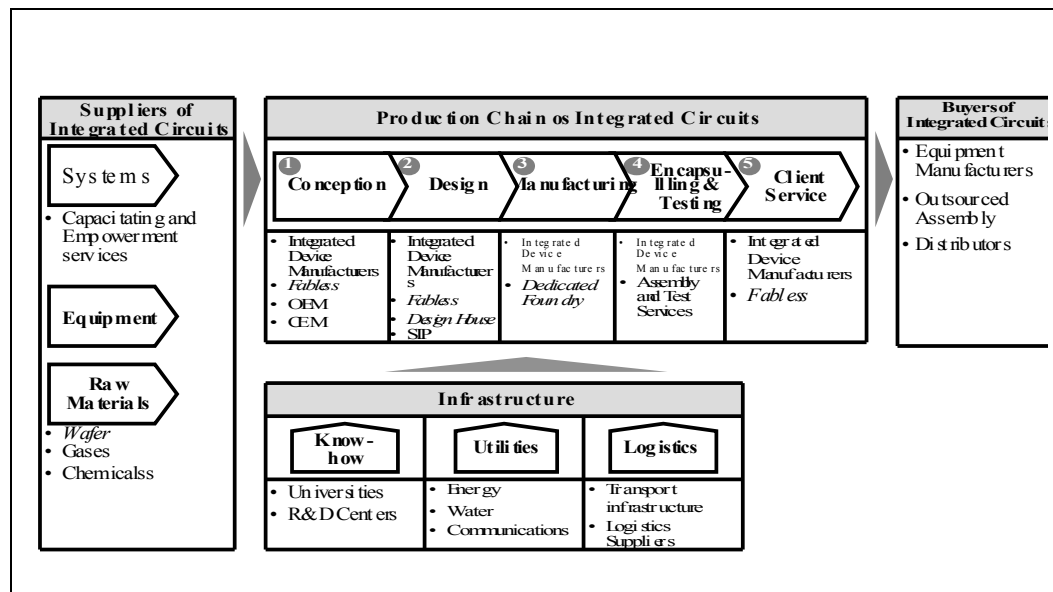 Suppliers of
Integrated Circuits
Systems
• Capacitating and
Empowerment
services
Equipment
Raw
Materials
• Wafer
• Gases
• Chemicalss
Production Chain os Integrated Circuits
1
Conception
2
Design
3
Manufacturing
4
Encapsu-
lling &
Testing
5
Client
Service
• Integrated
Device
Manufacturers
• Fabless
• OEM
• CEM
• Integrated
Device
Manufacturer
s
• Fabless
• Design House
• SIP
• Integrated
Device
Manufacturers
• Dedicated
Foundry
• Integrated
Device
Manufacturers
• Assembly
and Test
Services
• Integrated
Device
Manufacturers
• Fabless
Buyers of
Integrated Circuits
• Equipment
Manufacturers
• Outsourced
Assembly
• Distributors
Infrastructure
Know-
how
• Universities
• R&D Centers
Utilities
• Energy
• Water
• Communications
Logistics
• Transport
infrastructure
• Logistics
Suppliers